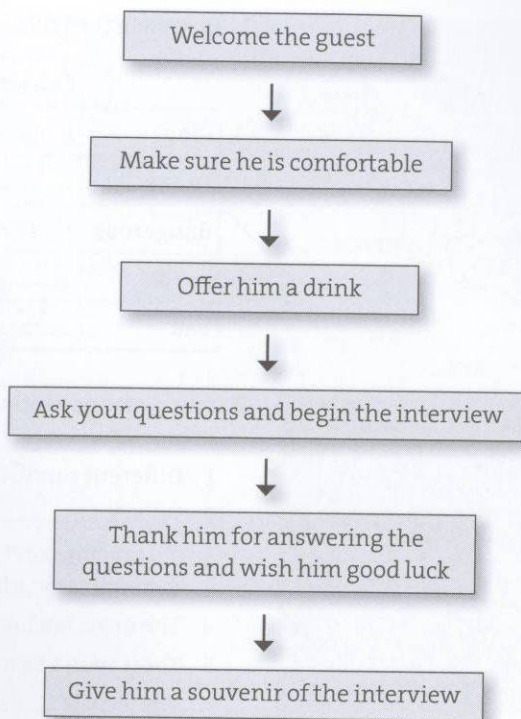 Welcome the guest
Make sure he is comfortable
Offer him a drink
Ask your questions and begin the interview
Thank him for answering the
questions and wish him good luck
Give him a souvenir of the interview